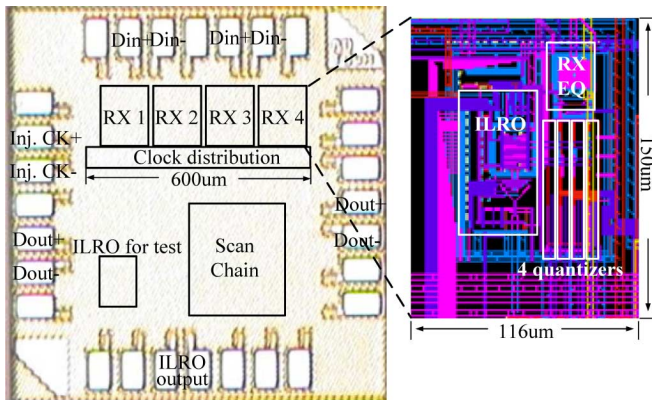 Din+ Din- Din+ Din-
RX 1 RX 2 RX 3 RX 4
Clock distribution
600um
Inj. CK+
Inj. CK-
Dout+
Dout-
Dout+
Dout-
ILRO for test
Scan
Chain
ILRO
output
RX
EQ
ILRO
4 quantizers
150um
116um